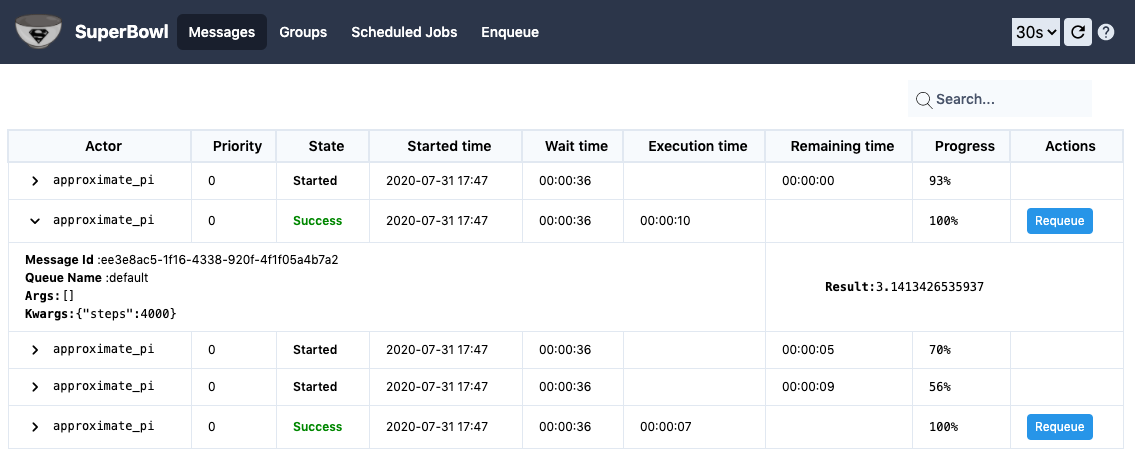 SuperBowl Messages Groups Scheduled Jobs Enqueue 30s ?
Search...
Actor Priority State Started time Wait time Execution time Remaining time Progress Actions
approximate_pi 0 Started 2020-07-31 17:47 00:00:36 00:00:00 93%
approximate_pi 0 Success 2020-07-31 17:47 00:00:36 00:00:10 100% Requeue
Message Id :ee3e8ac5-1f16-4338-920f-4f1f05a4b7a2
Queue Name :default
Args:[]
Kwargs:{"steps":4000}
Result:3.1413426535937
approximate_pi 0 Started 2020-07-31 17:47 00:00:36 00:00:05 70%
approximate_pi 0 Started 2020-07-31 17:47 00:00:36 00:00:09 56%
approximate_pi 0 Success 2020-07-31 17:47 00:00:36 00:00:07 100% Requeue